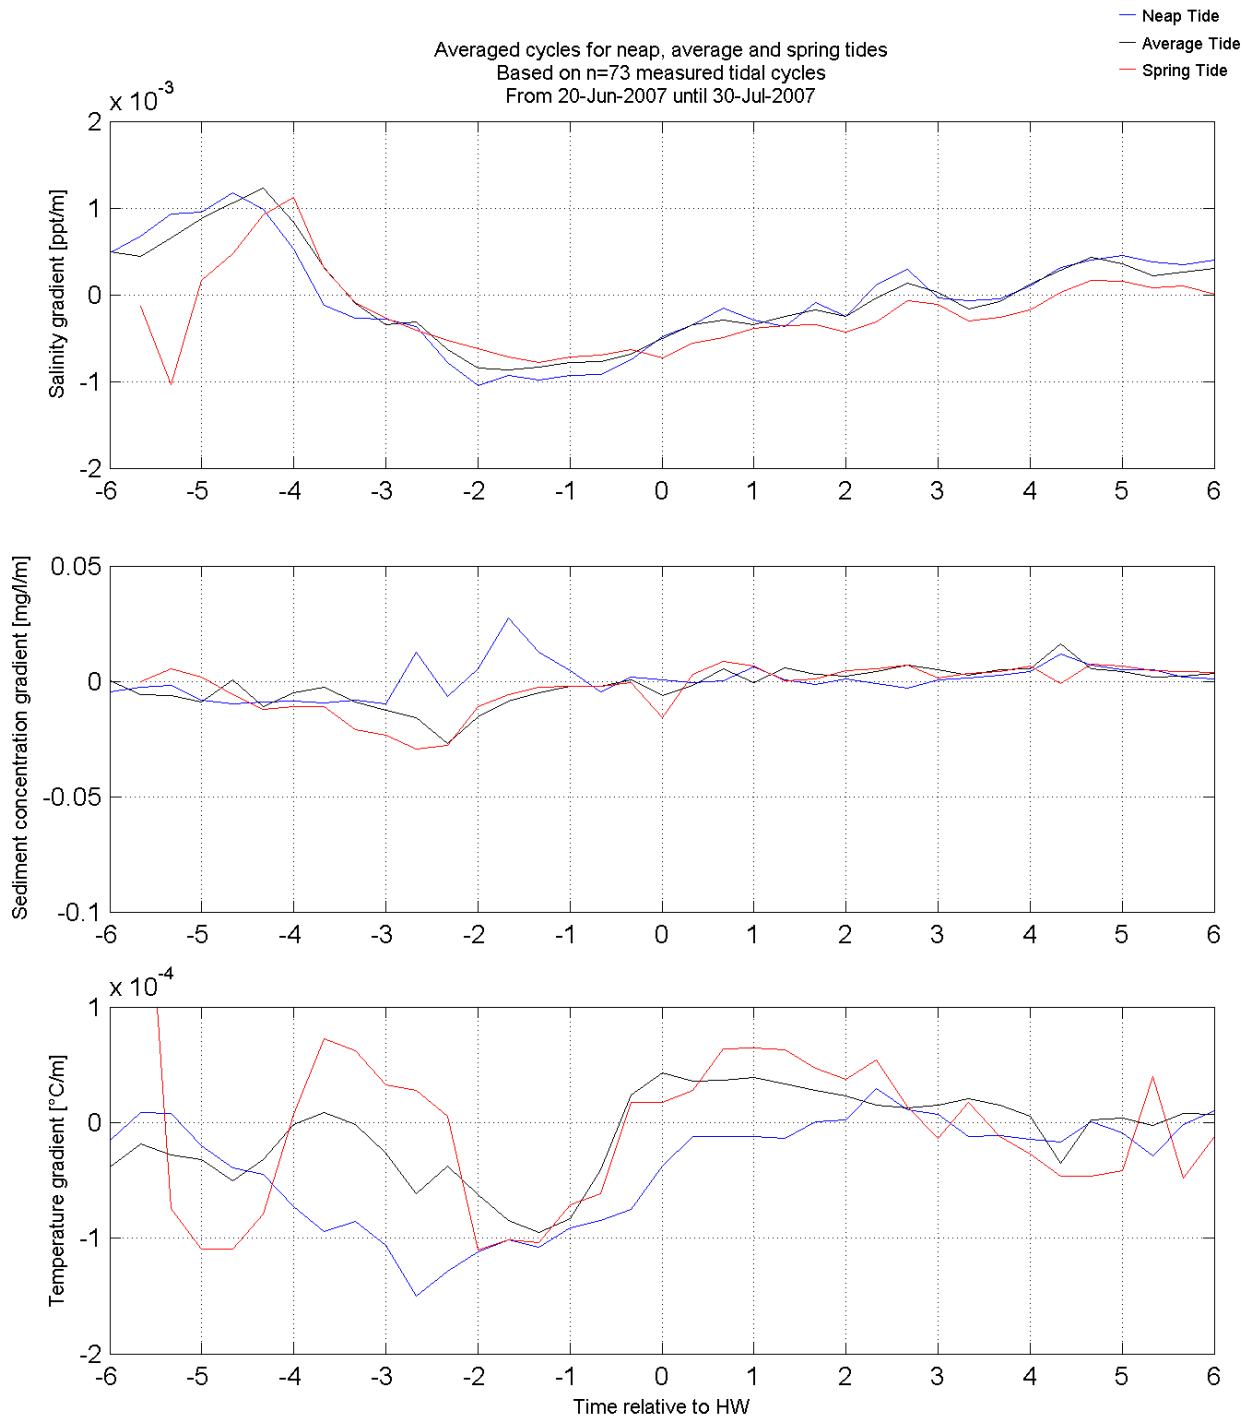 Neap Tide
Average Tide
Spring Tide
Averaged cycles for neap, average and spring tides
Based on n=73 measured tidal cycles
From 20-Jun-2007 until 30-Jul-2007
x 10-3
2
1
0
-1
-2
Salinity gradient [ppt/m]
-6 -5 -4 -3 -2 -1 0 1 2 3 4 5 6
0.05
0
-0.05
-0.1
Sediment concentration gradient [mg/l/m]
-6 -5 -4 -3 -2 -1 0 1 2 3 4 5 6
x 10-4
1
0
-1
-2
Temperature gradient [°C/m]
-6 -5 -4 -3 -2 -1 0 1 2 3 4 5 6
Time relative to HW